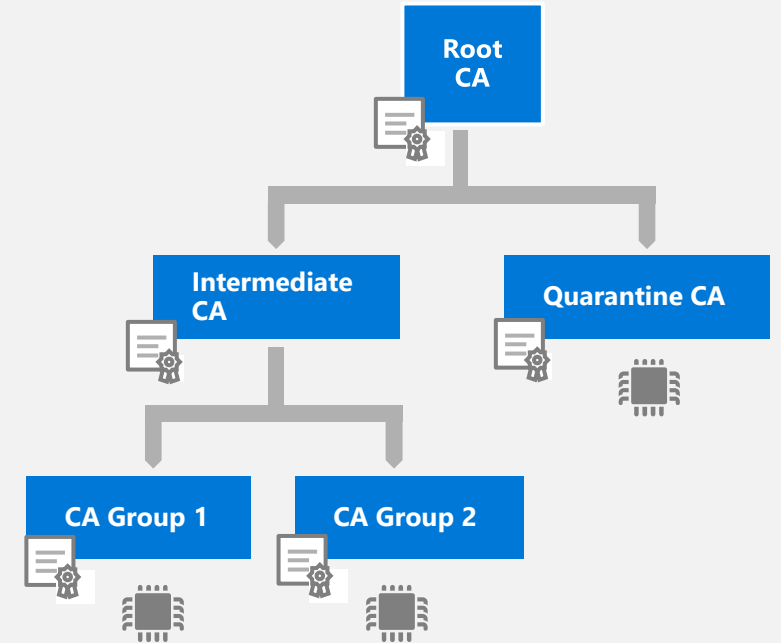 Root
CA
Intermediate
CA
Quarantine CA
CA Group 1
CA Group 2